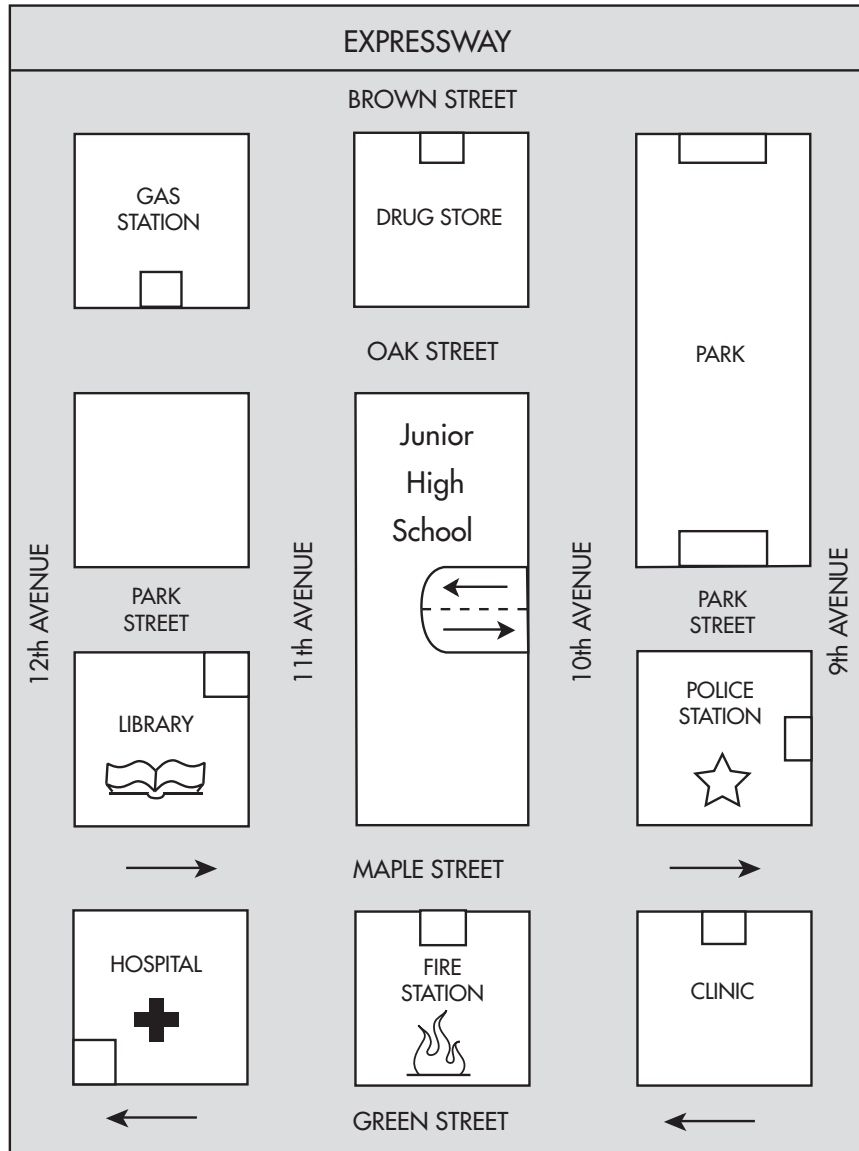 EXPRESSWAY
BROWN STREET
GAS
STATION
DRUG STORE
PARK
OAK STREET
Junior
High
School
12th AVENUE
11th AVENUE
10th AVENUE
9th AVENUE
PARK
STREET
PARK
STREET
LIBRARY
POLICE
STATION
MAPLE STREET
HOSPITAL
FIRE
STATION
CLINIC
GREEN STREET